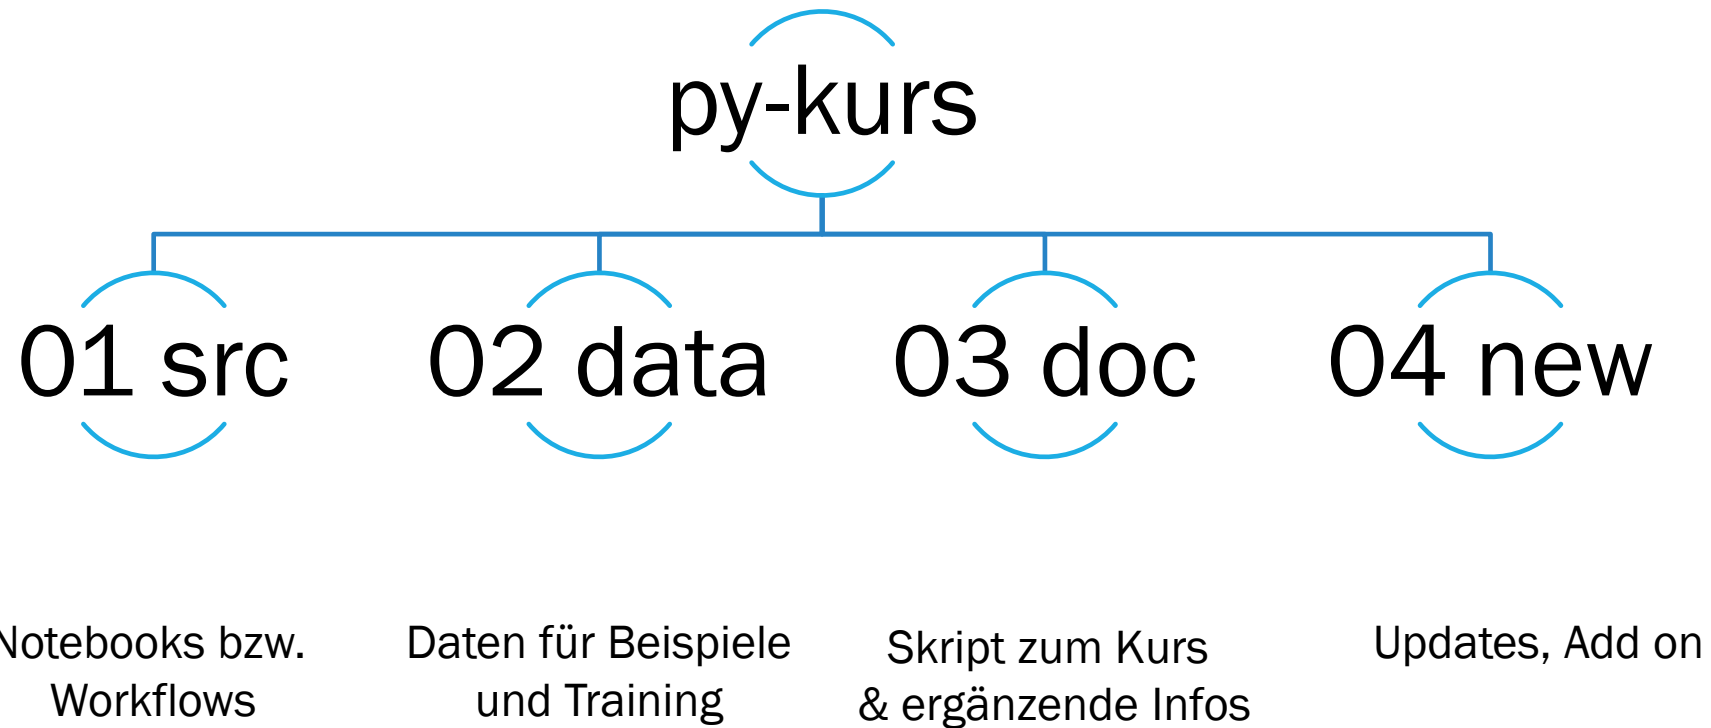 py-kurs
01 src
02 data
03 doc
04 new
Notebooks bzw.
Workflows
Daten für Beispiele
und Training
Skript zum Kurs
& ergänzende Infos
Updates, Add on